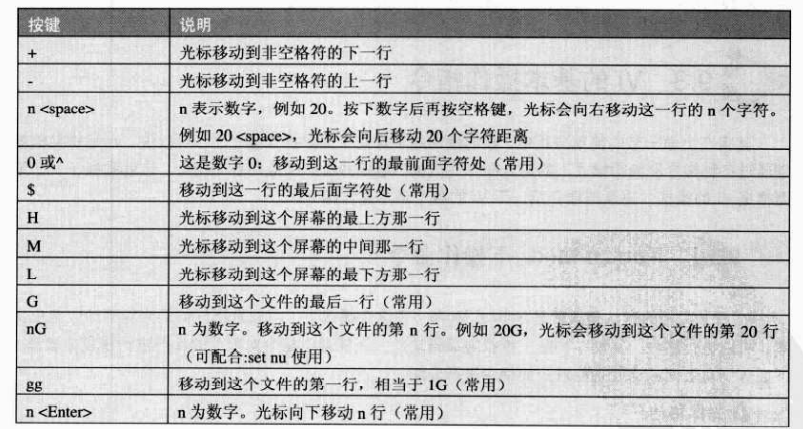 按键 说明
+ 光标移动到非空格符的下一行
- 光标移动到非空格符的上一行
n <space> n 表示数字，例如 20。按下数字后再按空格键，光标会向右移动这一行的 n 个字符。
例如 20 <space>，光标会向后移动 20 个字符距离
0 或^ 这是数字 0：移动到这一行的最前面字符处（常用）
$ 移动到这一行的最后面字符处（常用）
H 光标移动到这个屏幕的最上方那一行
M 光标移动到这个屏幕的中间那一行
L 光标移动到这个屏幕的最下方那一行
G 移动到这个文件的最后一行（常用）
nG n 为数字。移动到这个文件的第 n 行。例如 20G，光标会移动到这个文件的第 20 行
（可配合:set nu 使用）
gg 移动到这个文件的第一行，相当于 1G（常用）
n <Enter> n 为数字。光标向下移动 n 行（常用）